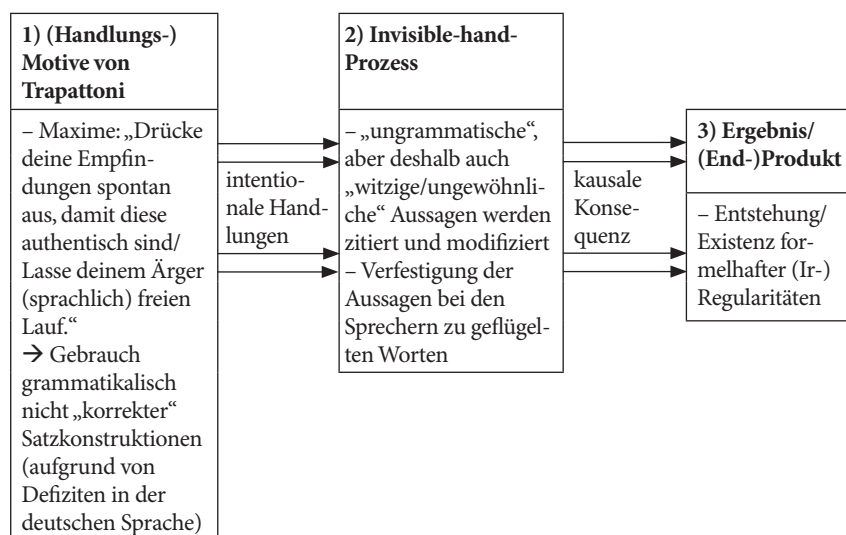 1) (Handlungs-)
Motive von
Trapattoni
– Maxime: „Drücke
deine Empfin-
dungen spontan
aus, damit diese
authentisch sind/
Lasse deinem Ärger
(sprachlich) freien
Lauf.“
→ Gebrauch
grammatikalisch
nicht „korrekter“
Satzkonstruktionen
(aufgrund von
Defiziten in der
deutschen Sprache)
intentio-
nale Hand-
lungen
2) Invisible-hand-
Prozess
– „ungrammatische“,
aber deshalb auch
„witzige/ungewöhnli-
che“ Aussagen werden
zitiert und modifiziert
– Verfestigung der
Aussagen bei den
Sprechern zu geflügel-
ten Worten
kausale
Konse-
quenz
3) Ergebnis/
(End-)Produkt
– Entstehung/
Existenz for-
melhafter (Ir-)
Regularitäten